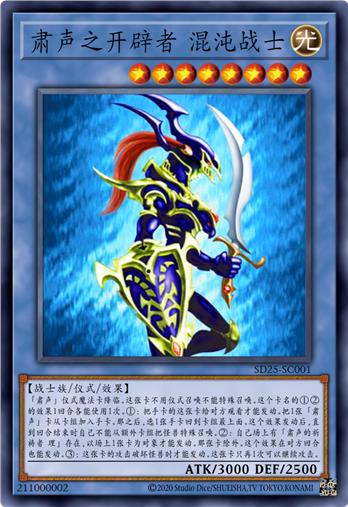 肃声之开辟者 混沌战士
光
SD25-SC001
【战士族/仪式/效果】
「肃声」仪式魔法卡降临。这张卡不用仪式召唤不能特殊召唤。这个卡名的①②
的效果1回合各能使用1次。①：把手卡的这张卡给对方观看才能发动。把1张「肃
声」卡从卡组加入手卡。那之后，选1张手卡回到卡组最上面。这个效果发动后，直
到回合结束时自己不能从额外卡组把怪兽特殊召唤。②：自己场上有「肃声的祈
祷者 理」存在，以场上1张卡为对象才能发动。那张卡除外。这个效果在对方回合
也能发动。③：这张卡的攻击破坏怪兽时才能发动。这张卡只再1次可以继续攻击。
ATK/3000 DEF/2500
211000002
©2020 Studio Dice/SHUEISHA,TV TOKYO,KONAMI